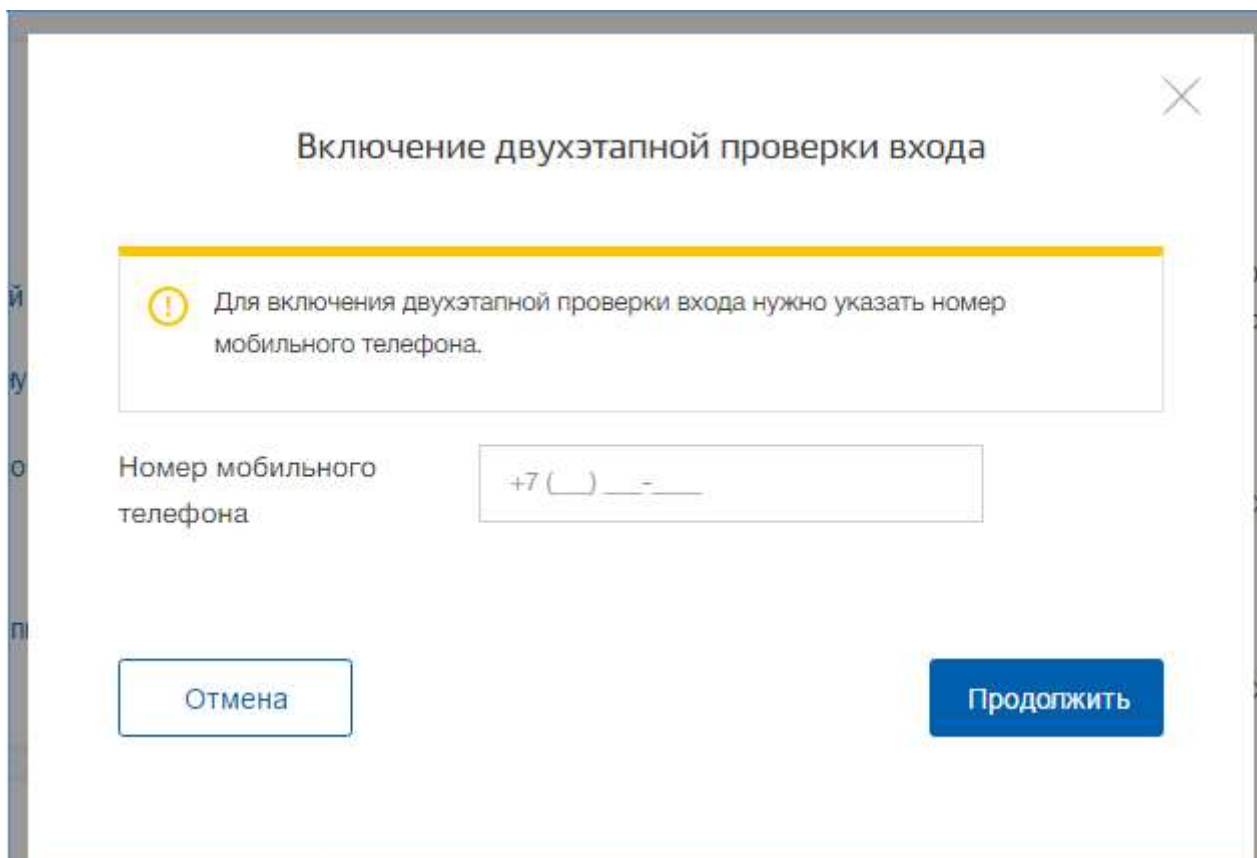 Включение двухэтапной проверки входа
Для включения двухэтапной проверки входа нужно указать номер
мобильного телефона.
Номер мобильного
телефона
+7 (__) ___-____
Отмена
Продолжить